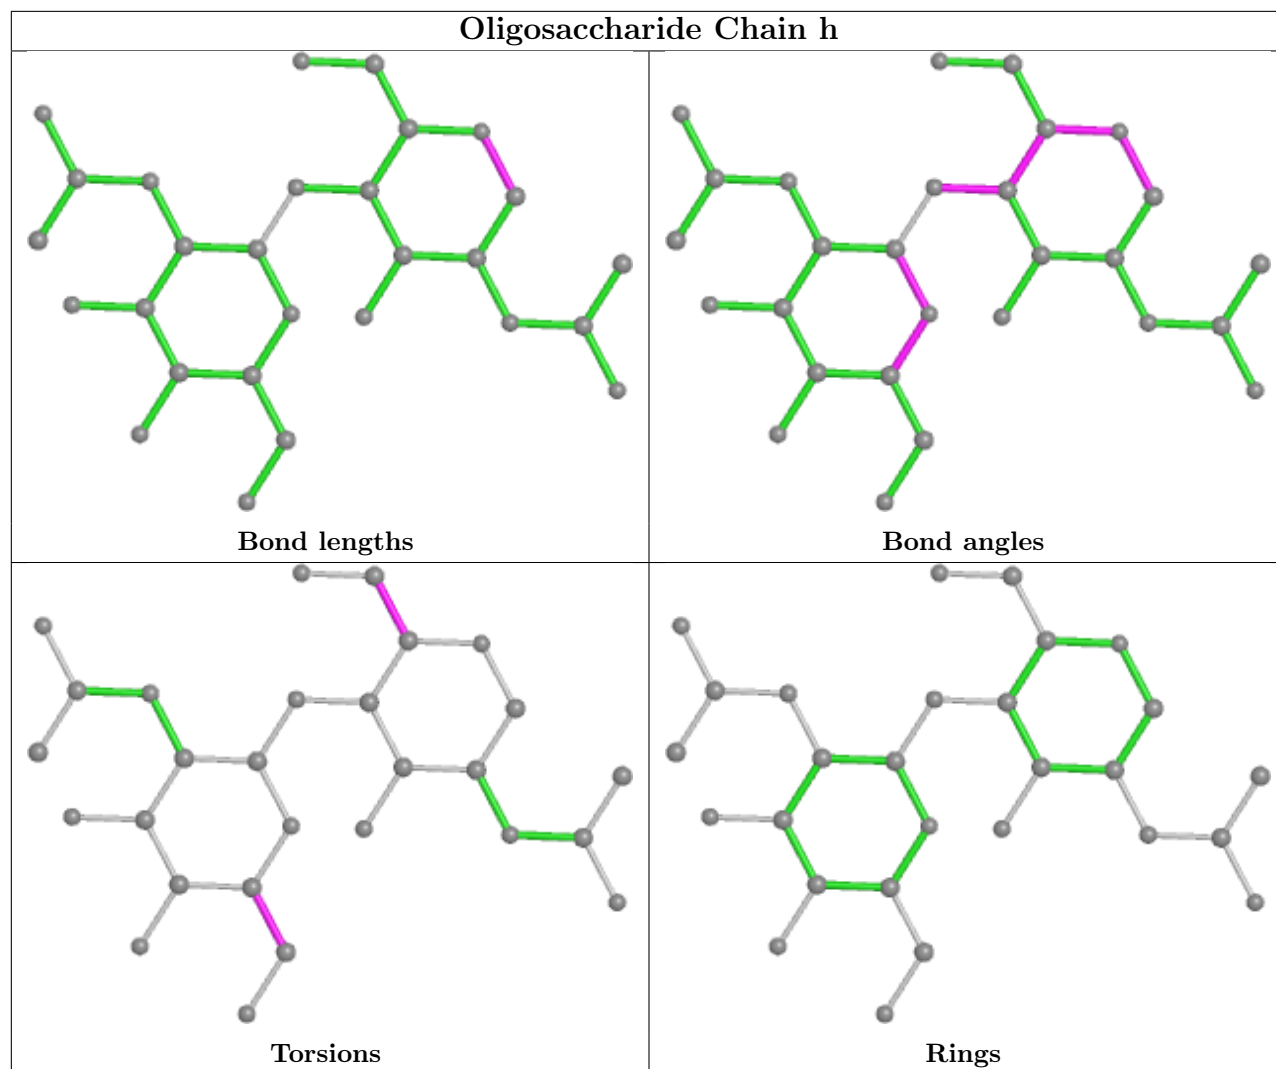 Oligosaccharide Chain h
Bond lengths
Bond angles
Torsions
Rings